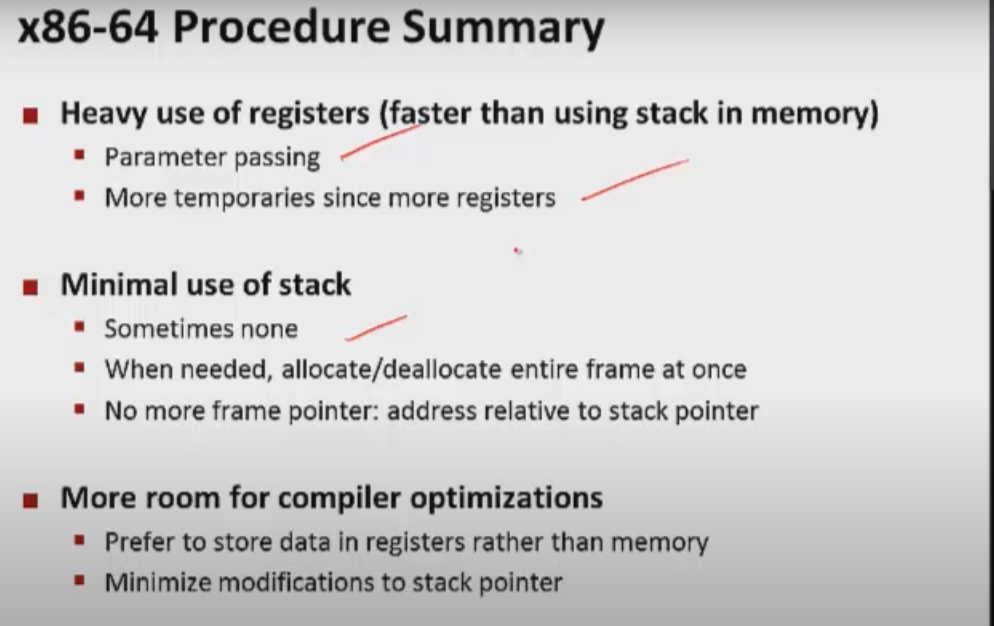 x86-64 Procedure Summary
Heavy use of registers (faster than using stack in memory)
Parameter passing
More temporaries since more registers
Minimal use of stack
Sometimes none
When needed, allocate/deallocate entire frame at once
No more frame pointer: address relative to stack pointer
More room for compiler optimizations
Prefer to store data in registers rather than memory
Minimize modifications to stack pointer